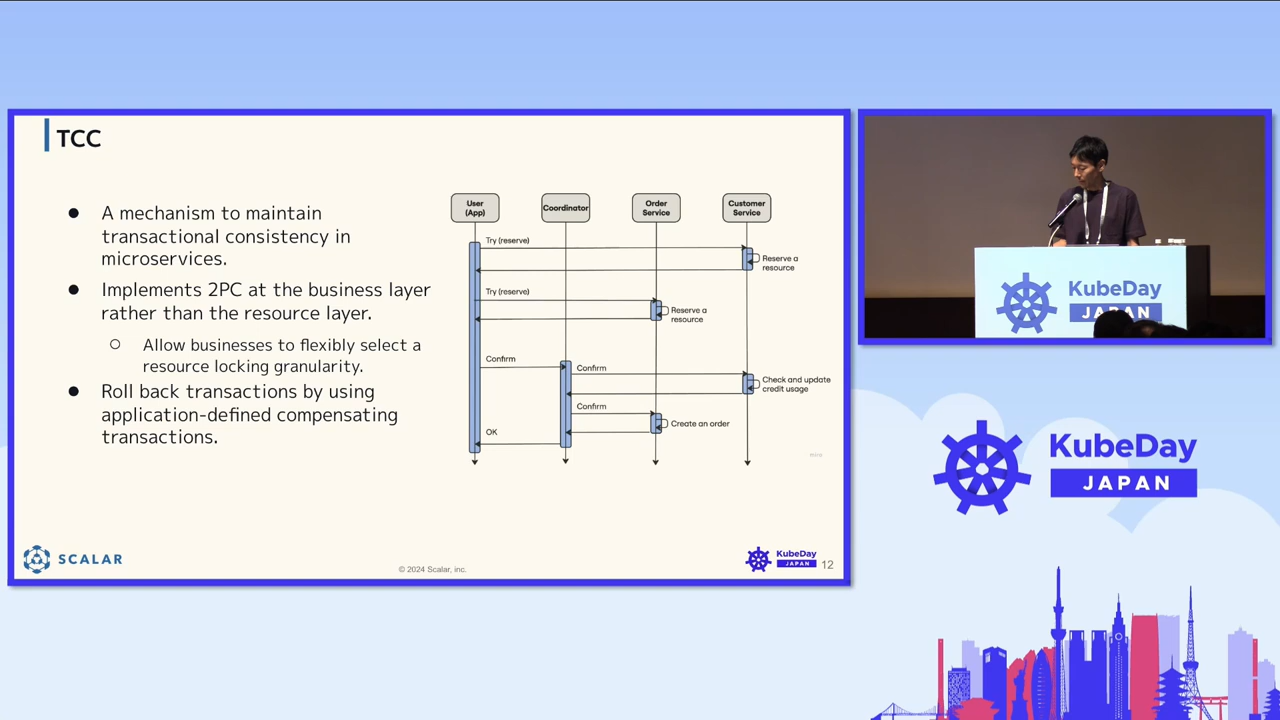 TCC
● A mechanism to maintain
transactional consistency in
microservices.
● Implements 2PC at the business layer
rather than the resource layer.
○ Allow businesses to flexibly select a
resource locking granularity.
● Roll back transactions by using
application-defined compensating
transactions.
User
(App)
Coordinator
Order
Service
Customer
Service
Try (reserve)
Reserve a
resource
Try (reserve)
Reserve a
resource
Confirm
Confirm
Check and update
credit usage
Confirm
Create an order
OK
miro
SCALAR
© 2024 Scalar, inc.
KubeDay
JAPAN
12
KubeDay
JAPAN
KubeDay
JAPAN